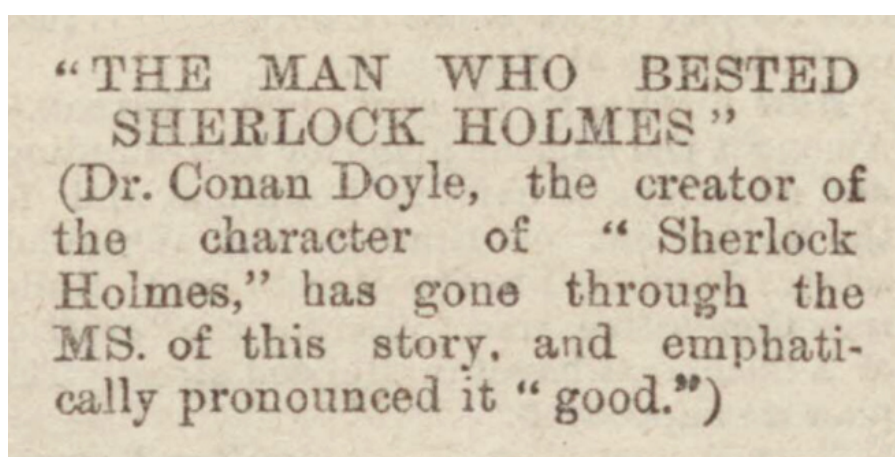 “THE MAN WHO BESTED
SHERLOCK HOLMES”
(Dr. Conan Doyle, the creator of
the character of “ Sherlock
Holmes,” has gone through the
MS. of this story. and emphati-
cally pronounced it “ good.”)